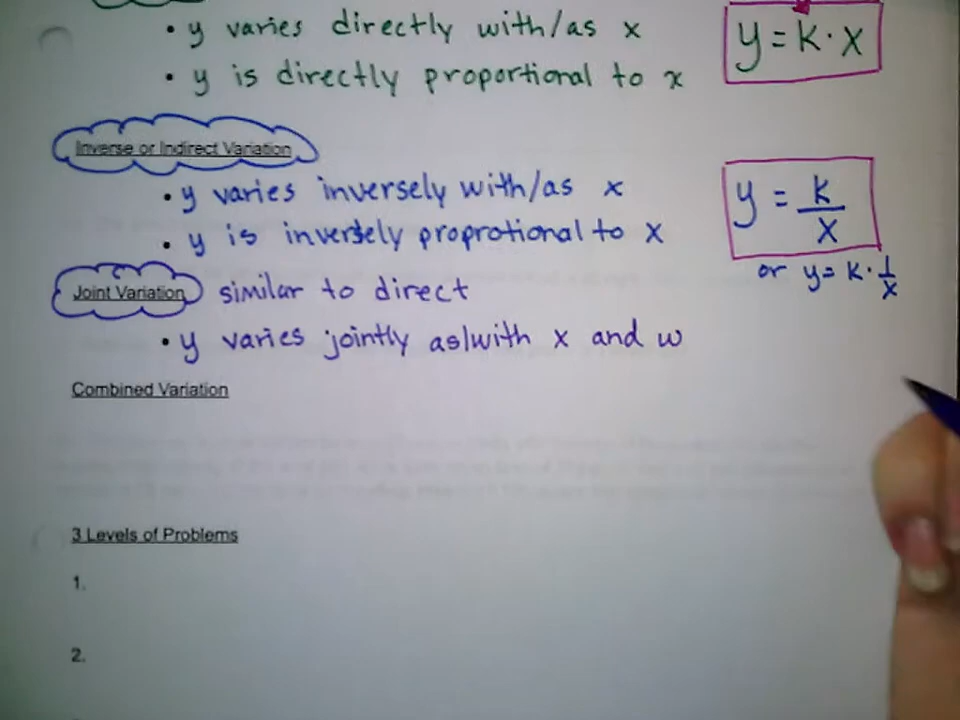 • y varies directly with/as x
y = k · x
• y is directly proportional to x
Inverse or Indirect Variation
• y varies inversely with/as x
y = k/x
• y is inversely proprotional to x
or y = k · 1/x
Joint Variation similar to direct
• y varies jointly as/with x and w
Combined Variation
3 Levels of Problems
1.
2.